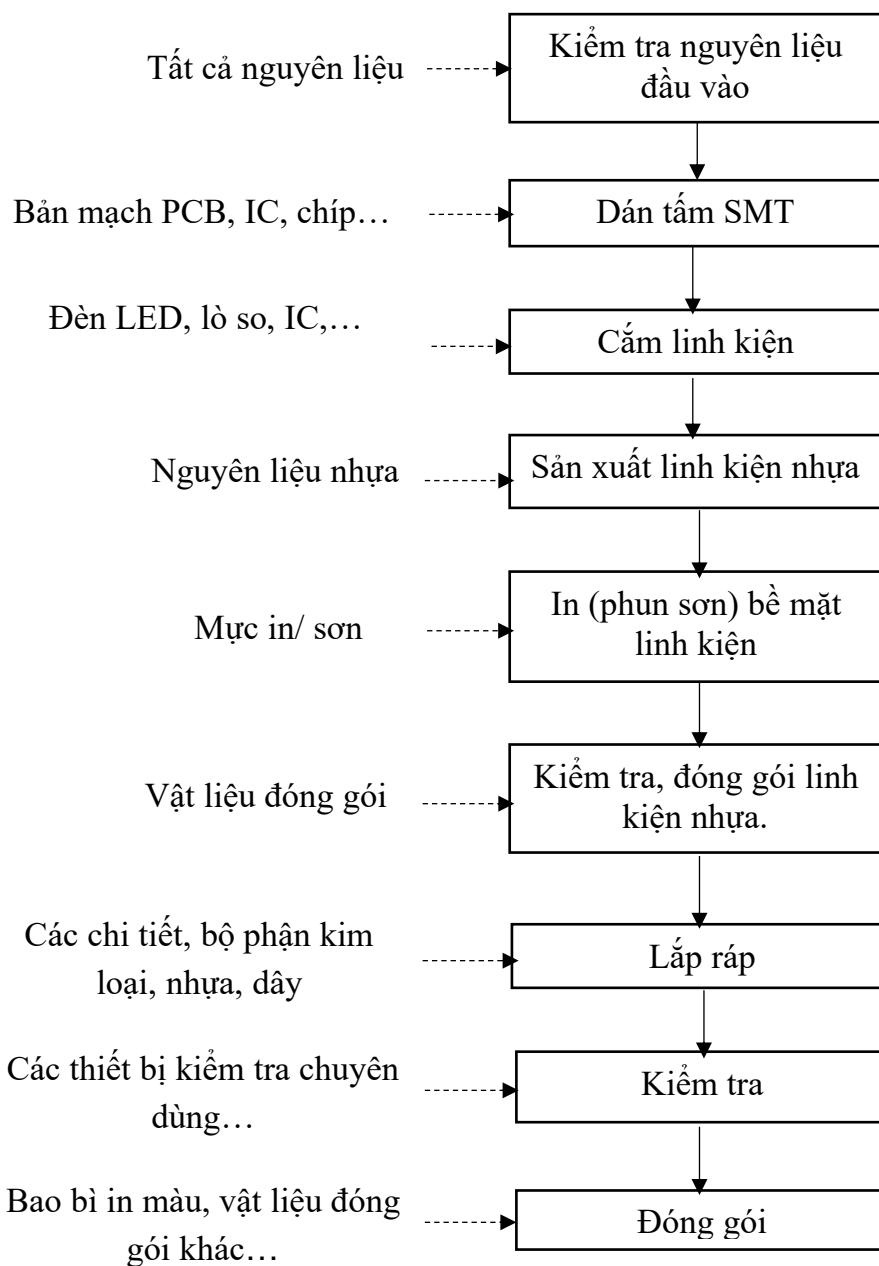 Tất cả nguyên liệu
Kiểm tra nguyên liệu
đầu vào
Bản mạch PCB, IC, chíp…
Dán tấm SMT
Đèn LED, lò so, IC,…
Cắm linh kiện
Nguyên liệu nhựa
Sản xuất linh kiện nhựa
Mực in/ sơn
In (phun sơn) bề mặt
linh kiện
Vật liệu đóng gói
Kiểm tra, đóng gói linh
kiện nhựa.
Các chi tiết, bộ phận kim
loại, nhựa, dây
Lắp ráp
Các thiết bị kiểm tra chuyên
dùng…
Kiểm tra
Bao bì in màu, vật liệu đóng
gói khác…
Đóng gói